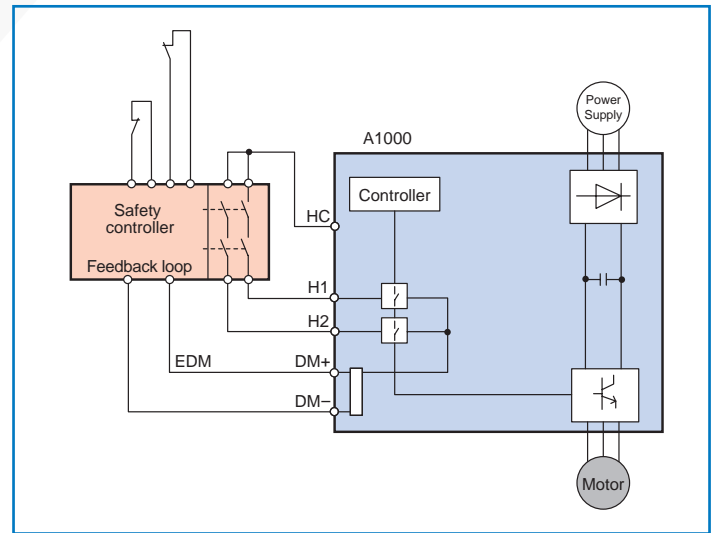 Power
Supply
A1000
Controller
Safety
controller
HC
Feedback loop
H1
H2
EDM
DM+
DM−
Motor